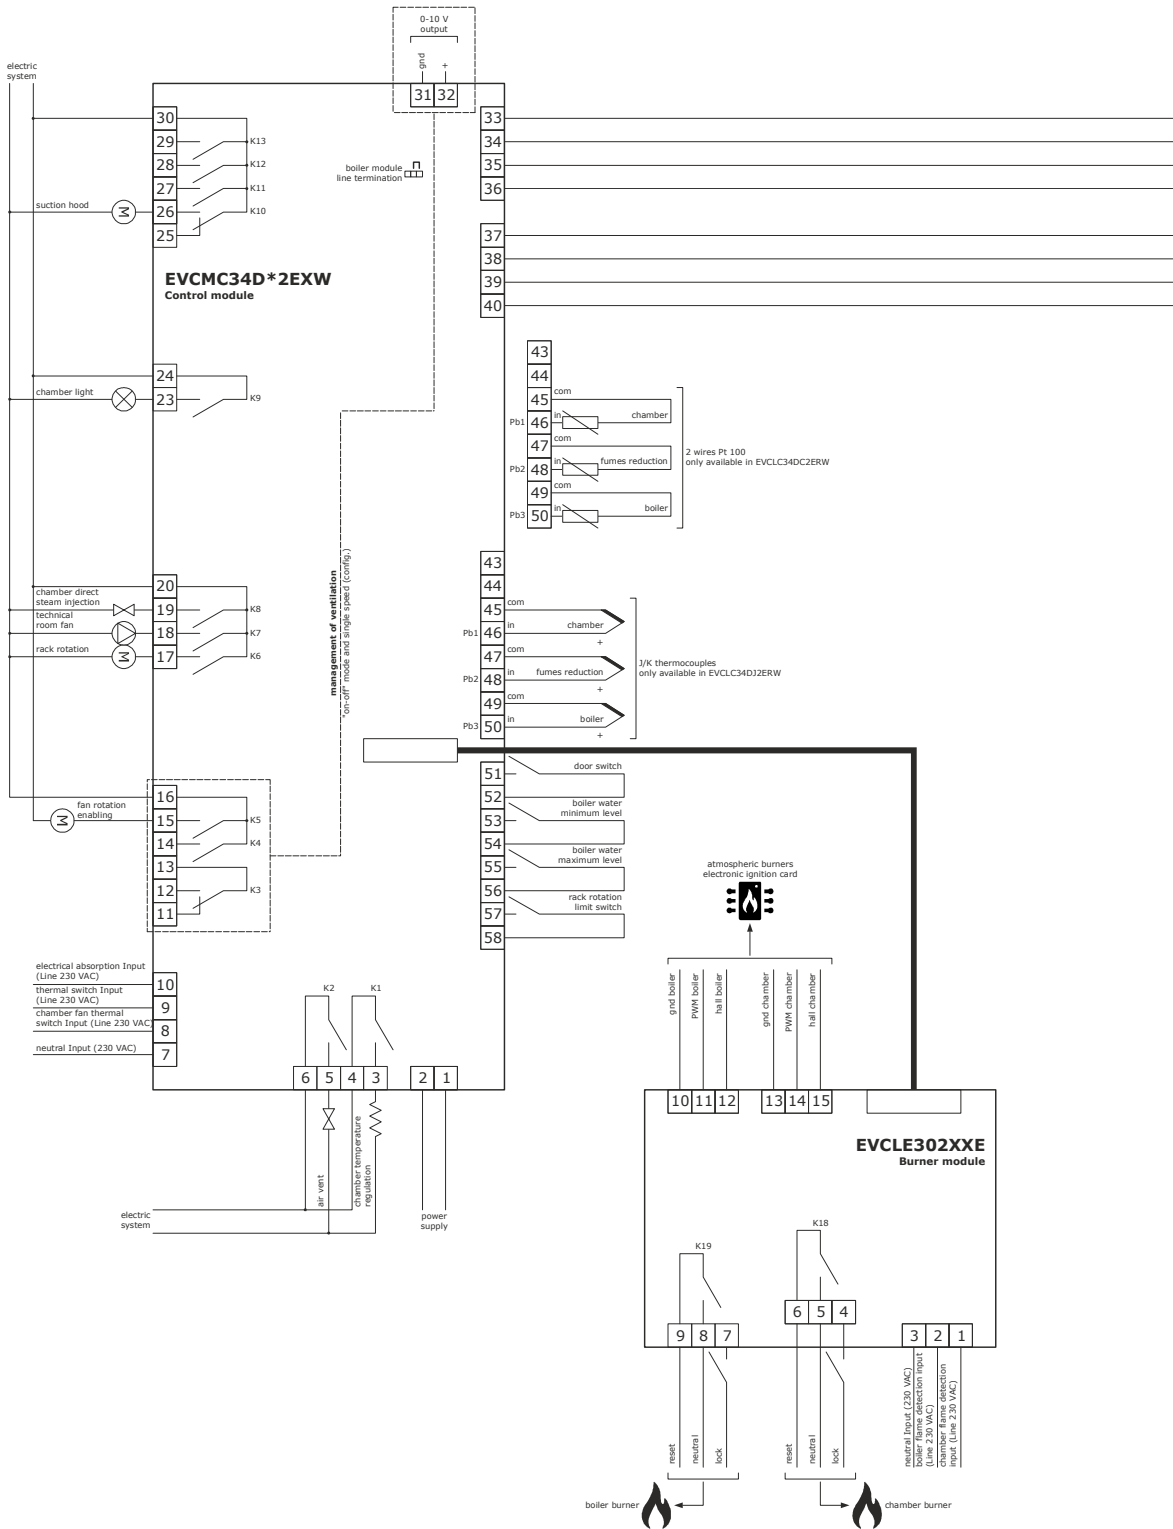 0-10 V
output
gnd
+
electric
system
31 32
30
29
28
27
26
25
K13
K12
K11
K10
suction hood
M
boiler module
line termination
33
34
35
36
37
38
39
40
EVCMC34D*2EXW
Control module
24
23
chamber light
K9
43
44
45
46
47
48
49
50
com
in
chamber
Pb1
com
in
fumes reduction
Pb2
com
in
boiler
Pb3
2 wires Pt 100
only available in EVCLC34DC2ERW
management of ventilation
"on-off" mode and single speed (config.)
20
19
18
17
chamber direct
steam injection
technical
room fan
rack rotation
M
K8
K7
K6
43
44
45
46
47
48
49
50
com
in
chamber
+
Pb1
com
in
fumes reduction
+
Pb2
com
in
boiler
+
Pb3
J/K thermocouples
only available in EVCLC34DJ2ERW
16
15
14
13
12
11
fan rotation
enabling
M
K5
K4
K3
51
52
53
54
55
56
57
58
door switch
boiler water
minimum level
boiler water
maximum level
rack rotation
limit switch
electrical absorption Input
(Line 230 VAC)
thermal switch Input
(Line 230 VAC)
chamber fan thermal
switch Input (Line 230 VAC)
neutral Input (230 VAC)
10
9
8
7
K2
K1
6 5 4 3
2 1
air vent
chamber temperature
regulation
electric
system
power
supply
atmospheric burners
electronic ignition card
gnd boiler
PWM boiler
hall boiler
gnd chamber
PWM chamber
hall chamber
10 11 12
13 14 15
EVCLE302XXE
Burner module
K19
K18
9 8 7
6 5 4
3 2 1
reset
neutral
lock
reset
neutral
lock
neutral Input (230 VAC)
boiler flame detection input
(Line 230 VAC)
chamber flame detection
input (Line 230 VAC)
boiler burner
chamber burner